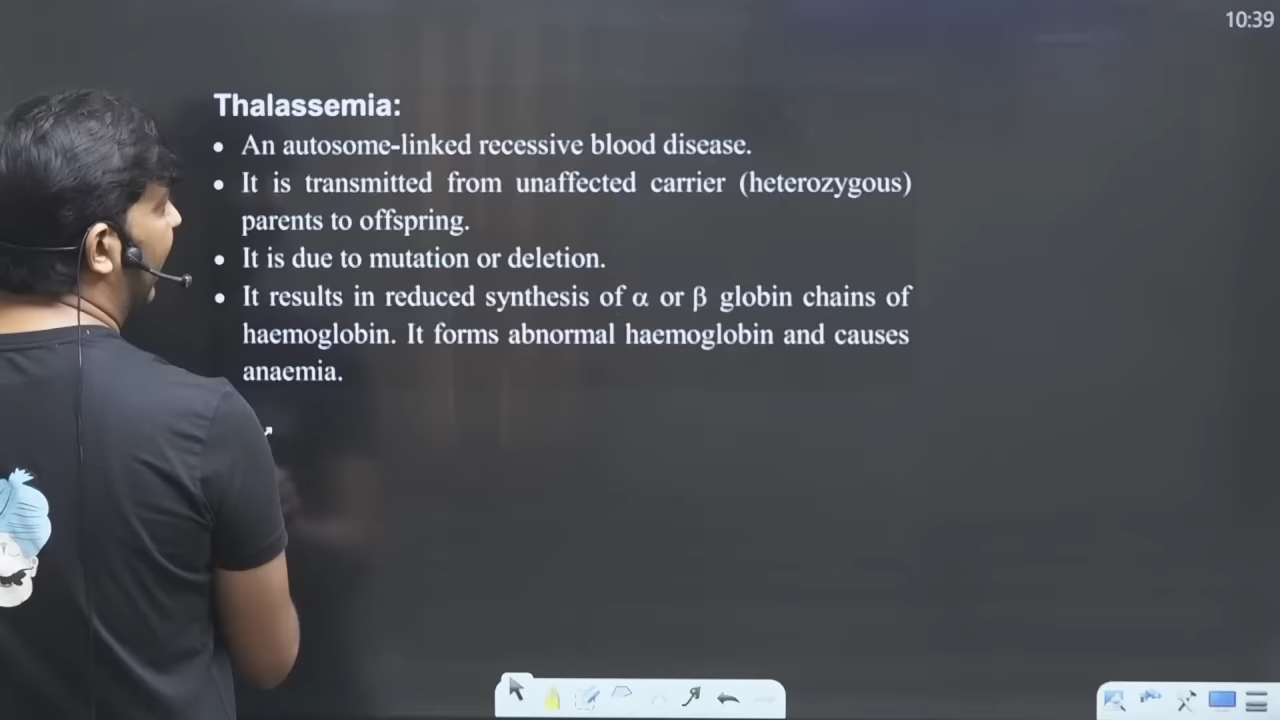 10:39
Thalassemia:
• An autosome-linked recessive blood disease.
• It is transmitted from unaffected carrier (heterozygous)
parents to offspring.
• It is due to mutation or deletion.
• It results in reduced synthesis of α or β globin chains of
haemoglobin. It forms abnormal haemoglobin and causes
anaemia.